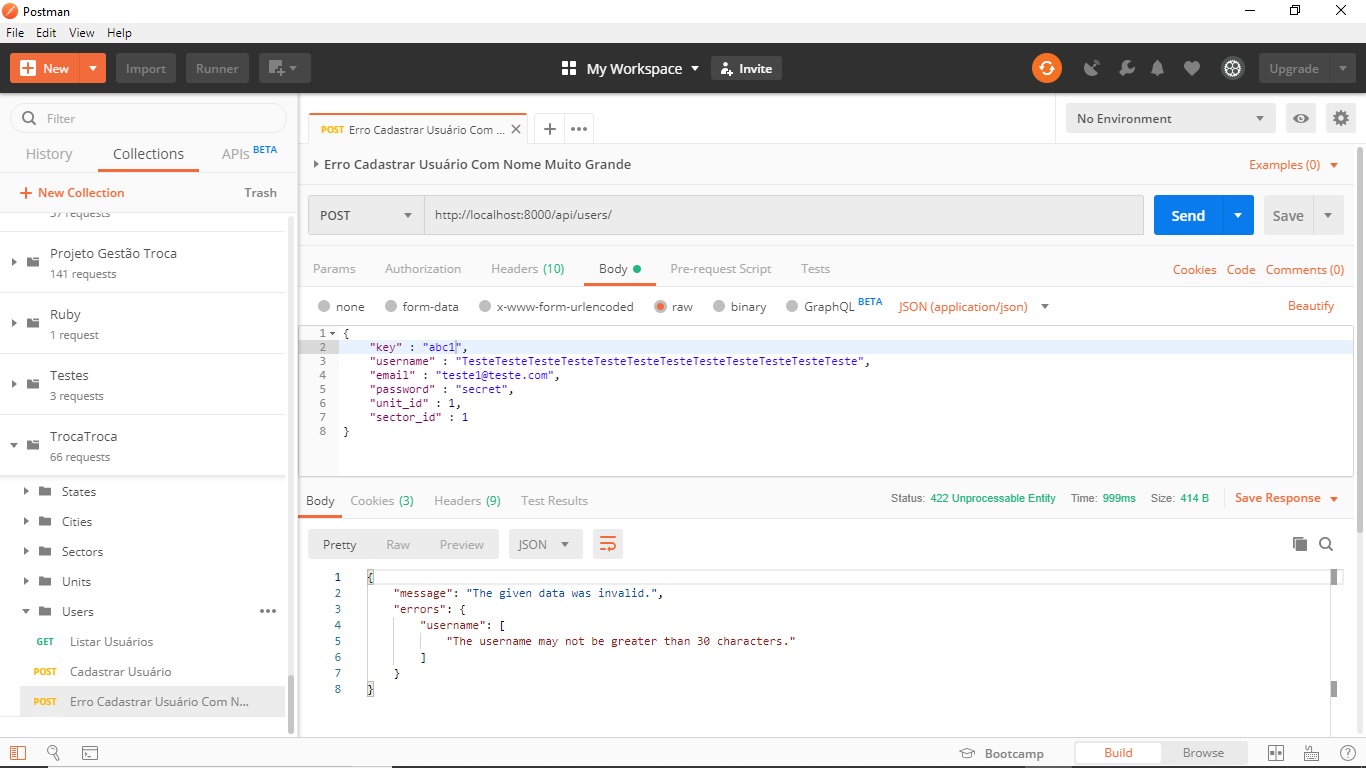 Postman
File Edit View Help
New Import Runner My Workspace Invite Upgrade
Filter
History Collections APIs BETA
New Collection Trash
37 requests
Projeto Gestão Troca
141 requests
Ruby
1 request
Testes
3 requests
TrocaTroca
66 requests
States
Cities
Sectors
Units
Users
GET Listar Usuários
POST Cadastrar Usuário
POST Erro Cadastrar Usuário Com N...
POST Erro Cadastrar Usuário Com ...
No Environment
Erro Cadastrar Usuário Com Nome Muito Grande
Examples (0)
POST http://localhost:8000/api/users/ Send Save
Params Authorization Headers (10) Body Pre-request Script Tests Cookies Code Comments (0)
none form-data x-www-form-urlencoded raw binary GraphQL BETA JSON (application/json) Beautify
1 {
2 "key" : "abc1",
3 "username" : "TesteTesteTesteTesteTesteTesteTesteTesteTesteTesteTesteTeste",
4 "email" : "teste1@teste.com",
5 "password" : "secret",
6 "unit_id" : 1,
7 "sector_id" : 1
8 }
Body Cookies (3) Headers (9) Test Results Status: 422 Unprocessable Entity Time: 999ms Size: 414 B Save Response
Pretty Raw Preview JSON
1 {
2 "message": "The given data was invalid.",
3 "errors": {
4 "username": [
5 "The username may not be greater than 30 characters."
6 ]
7 }
8 }
Bootcamp Build Browse